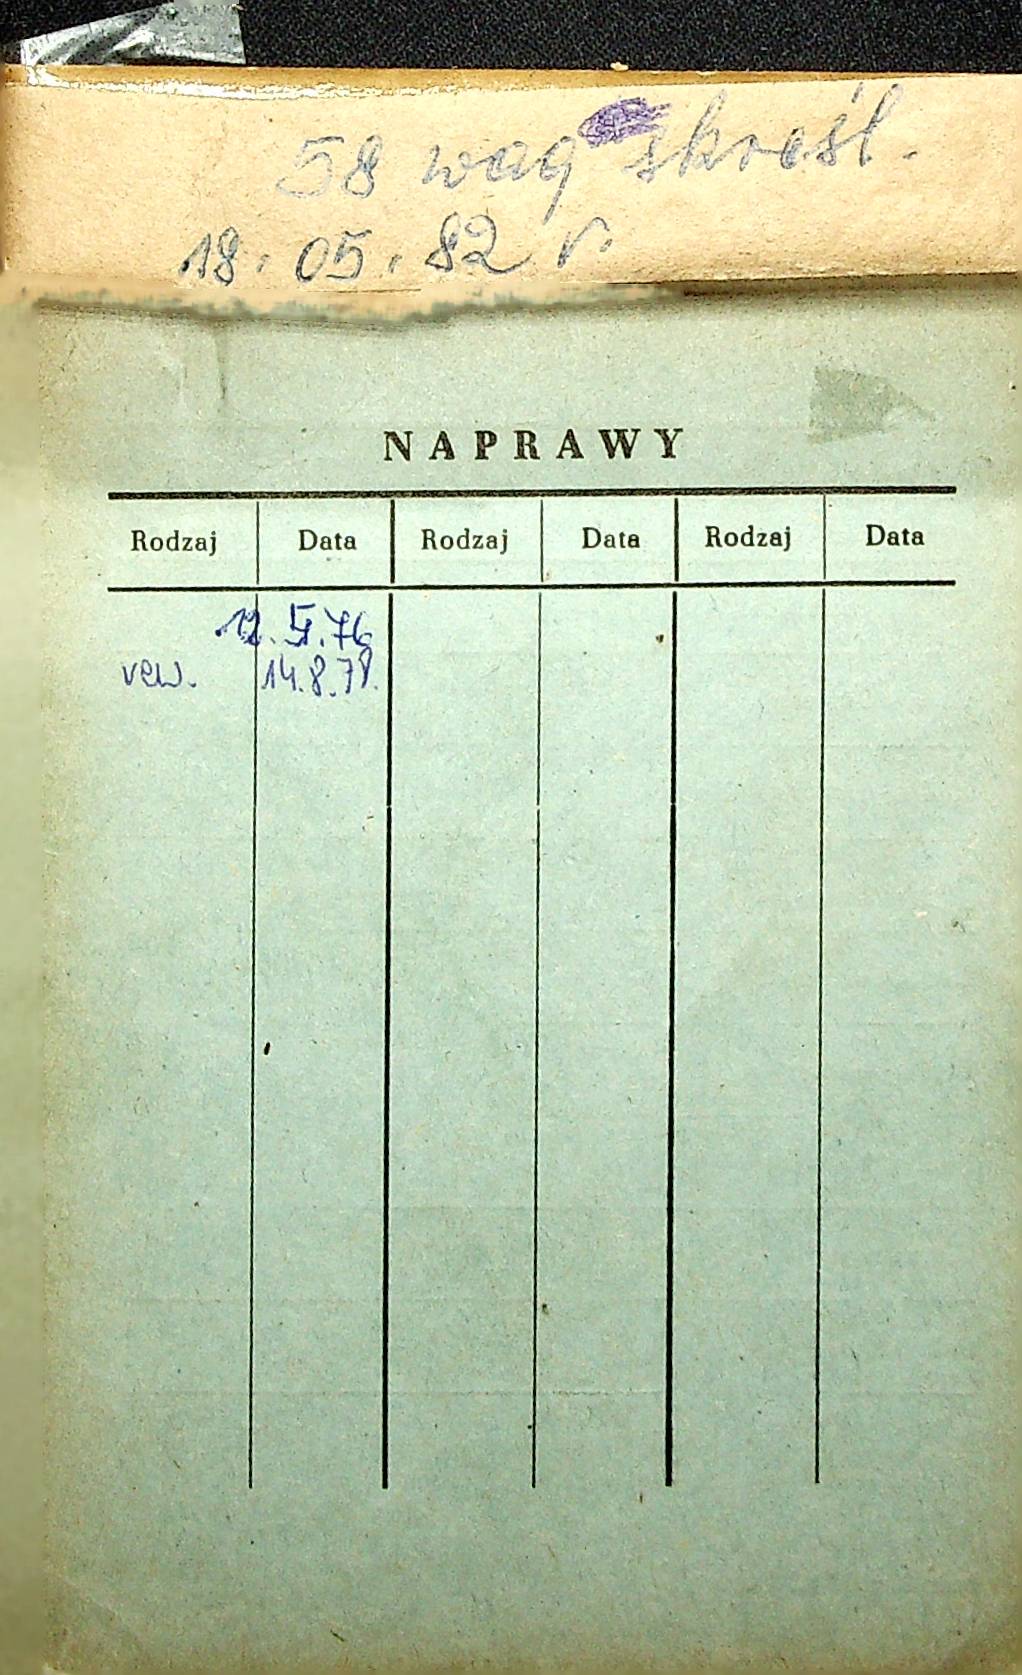 58 wag skreśl.
18. 05. 82 r.
NAPRAWY
Rodzaj Data Rodzaj Data Rodzaj Data
12. 5. 76
rew. 14. 8. 78.